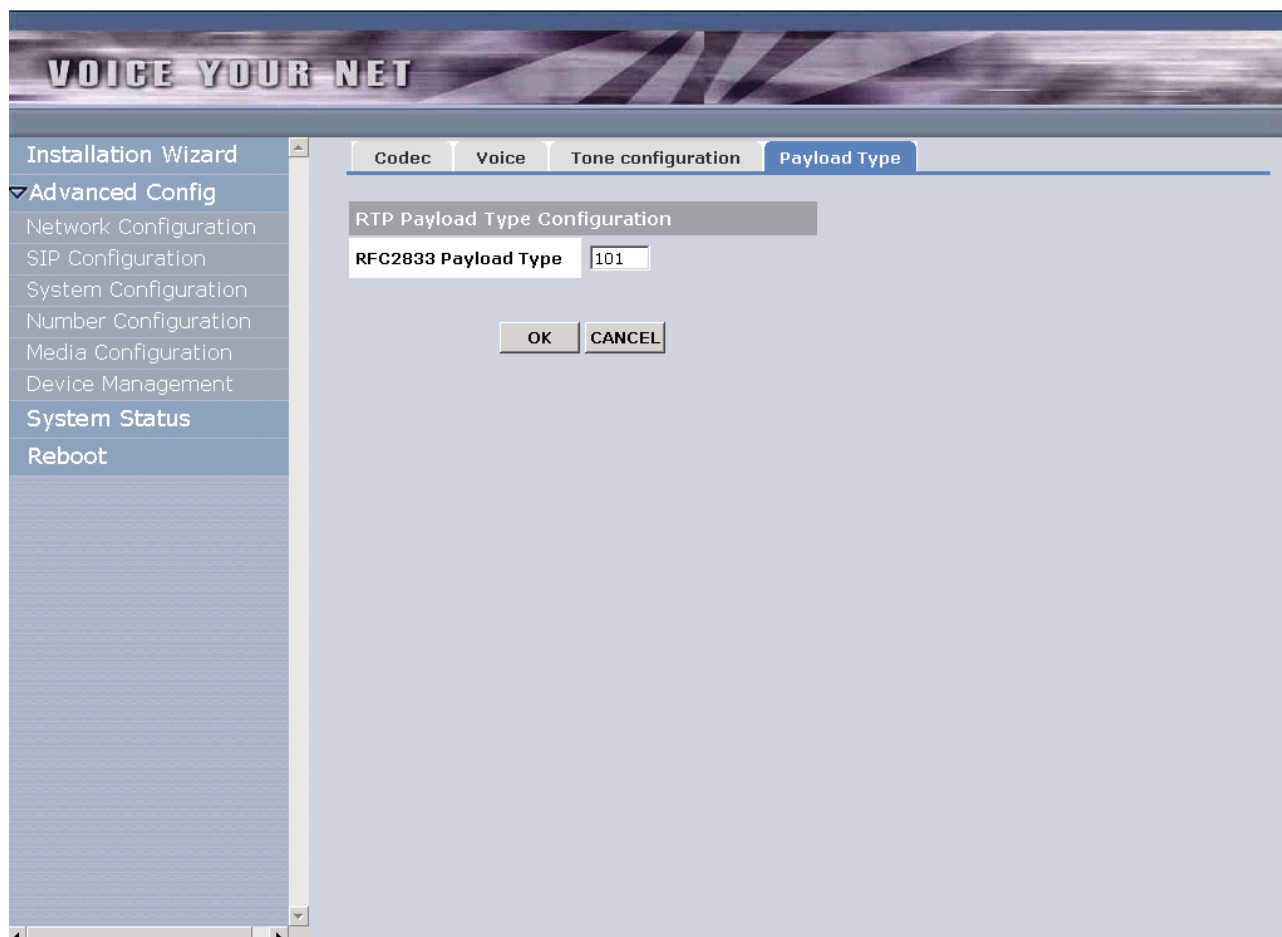 VOICE YOUR NET
Installation Wizard
Advanced Config
Network Configuration
SIP Configuration
System Configuration
Number Configuration
Media Configuration
Device Management
System Status
Reboot
Codec Voice Tone configuration Payload Type
RTP Payload Type Configuration
RFC2833 Payload Type 101
OK CANCEL